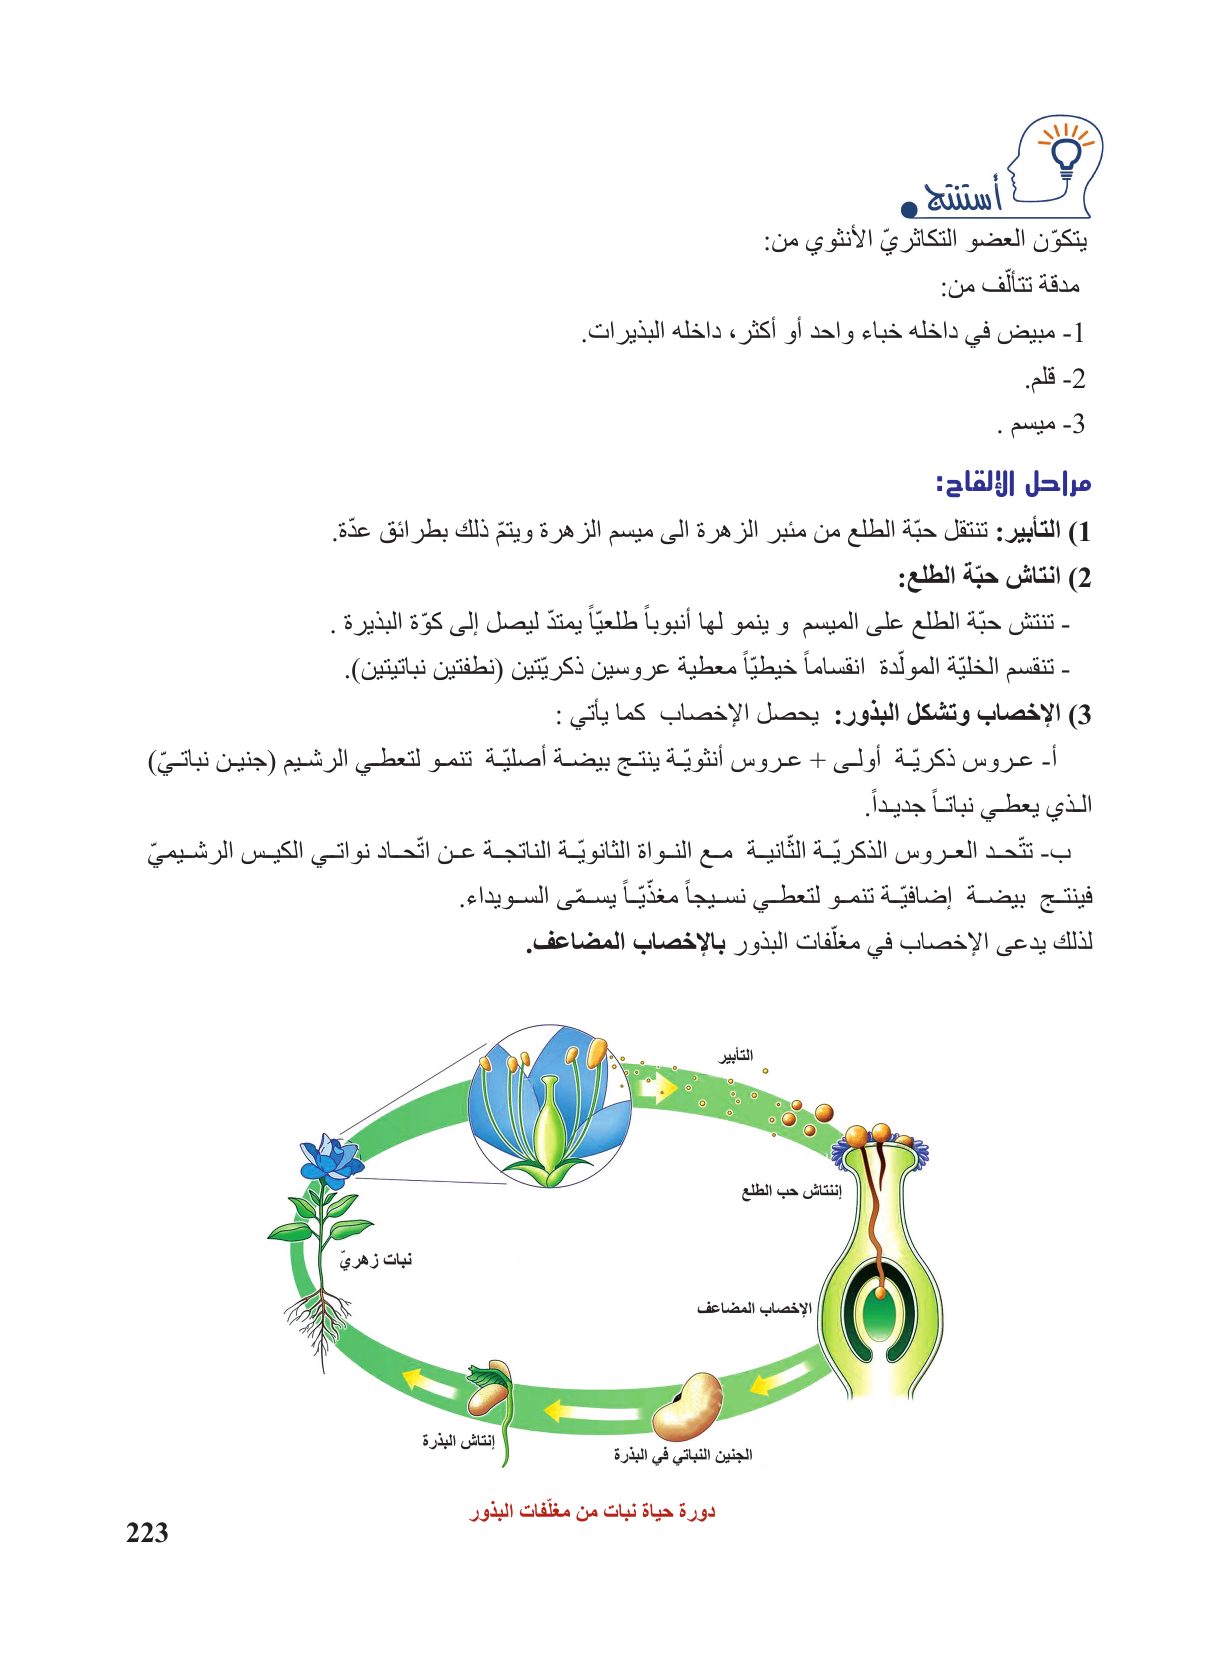 أستنتج
يتكوّن العضو التكاثريّ الأنثوي من:
مدقة تتألّف من:
1- مبيض في داخله خباء واحد أو أكثر، داخله البذيرات.
2- قلم.
3- ميسم .
مراحل الإلقاح:
1) التأبير: تنتقل حبّة الطلع من مئبر الزهرة الى ميسم الزهرة ويتمّ ذلك بطرائق عدّة.
2) انتاش حبّة الطلع:
- تنتش حبّة الطلع على الميسم و ينمو لها أنبوباً طلعيّاً يمتدّ ليصل إلى كوّة البذيرة .
- تنقسم الخليّة المولّدة انقساماً خيطيّاً معطية عروسين ذكريّتين (نطفتين نباتيتين).
3) الإخصاب وتشكل البذور: يحصل الإخصاب كما يأتي :
أ- عروس ذكريّة أولى + عروس أنثويّة ينتج بيضة أصليّة تنمو لتعطي الرشيم (جنين نباتيّ)
الذي يعطي نباتاً جديداً.
ب- تتّحد العروس الذكريّة الثّانية مع النواة الثانويّة الناتجة عن اتّحاد نواتي الكيس الرشيميّ
فينتج بيضة إضافيّة تنمو لتعطي نسيجاً مغذّيّاً يسمّى السويداء.
لذلك يدعى الإخصاب في مغلّفات البذور بالإخصاب المضاعف.
التأبير
إننتاش حب الطلع
نبات زهريّ
الإخصاب المضاعف
إنتاش البذرة
الجنين النباتي في البذرة
دورة حياة نبات من مغلّفات البذور
223